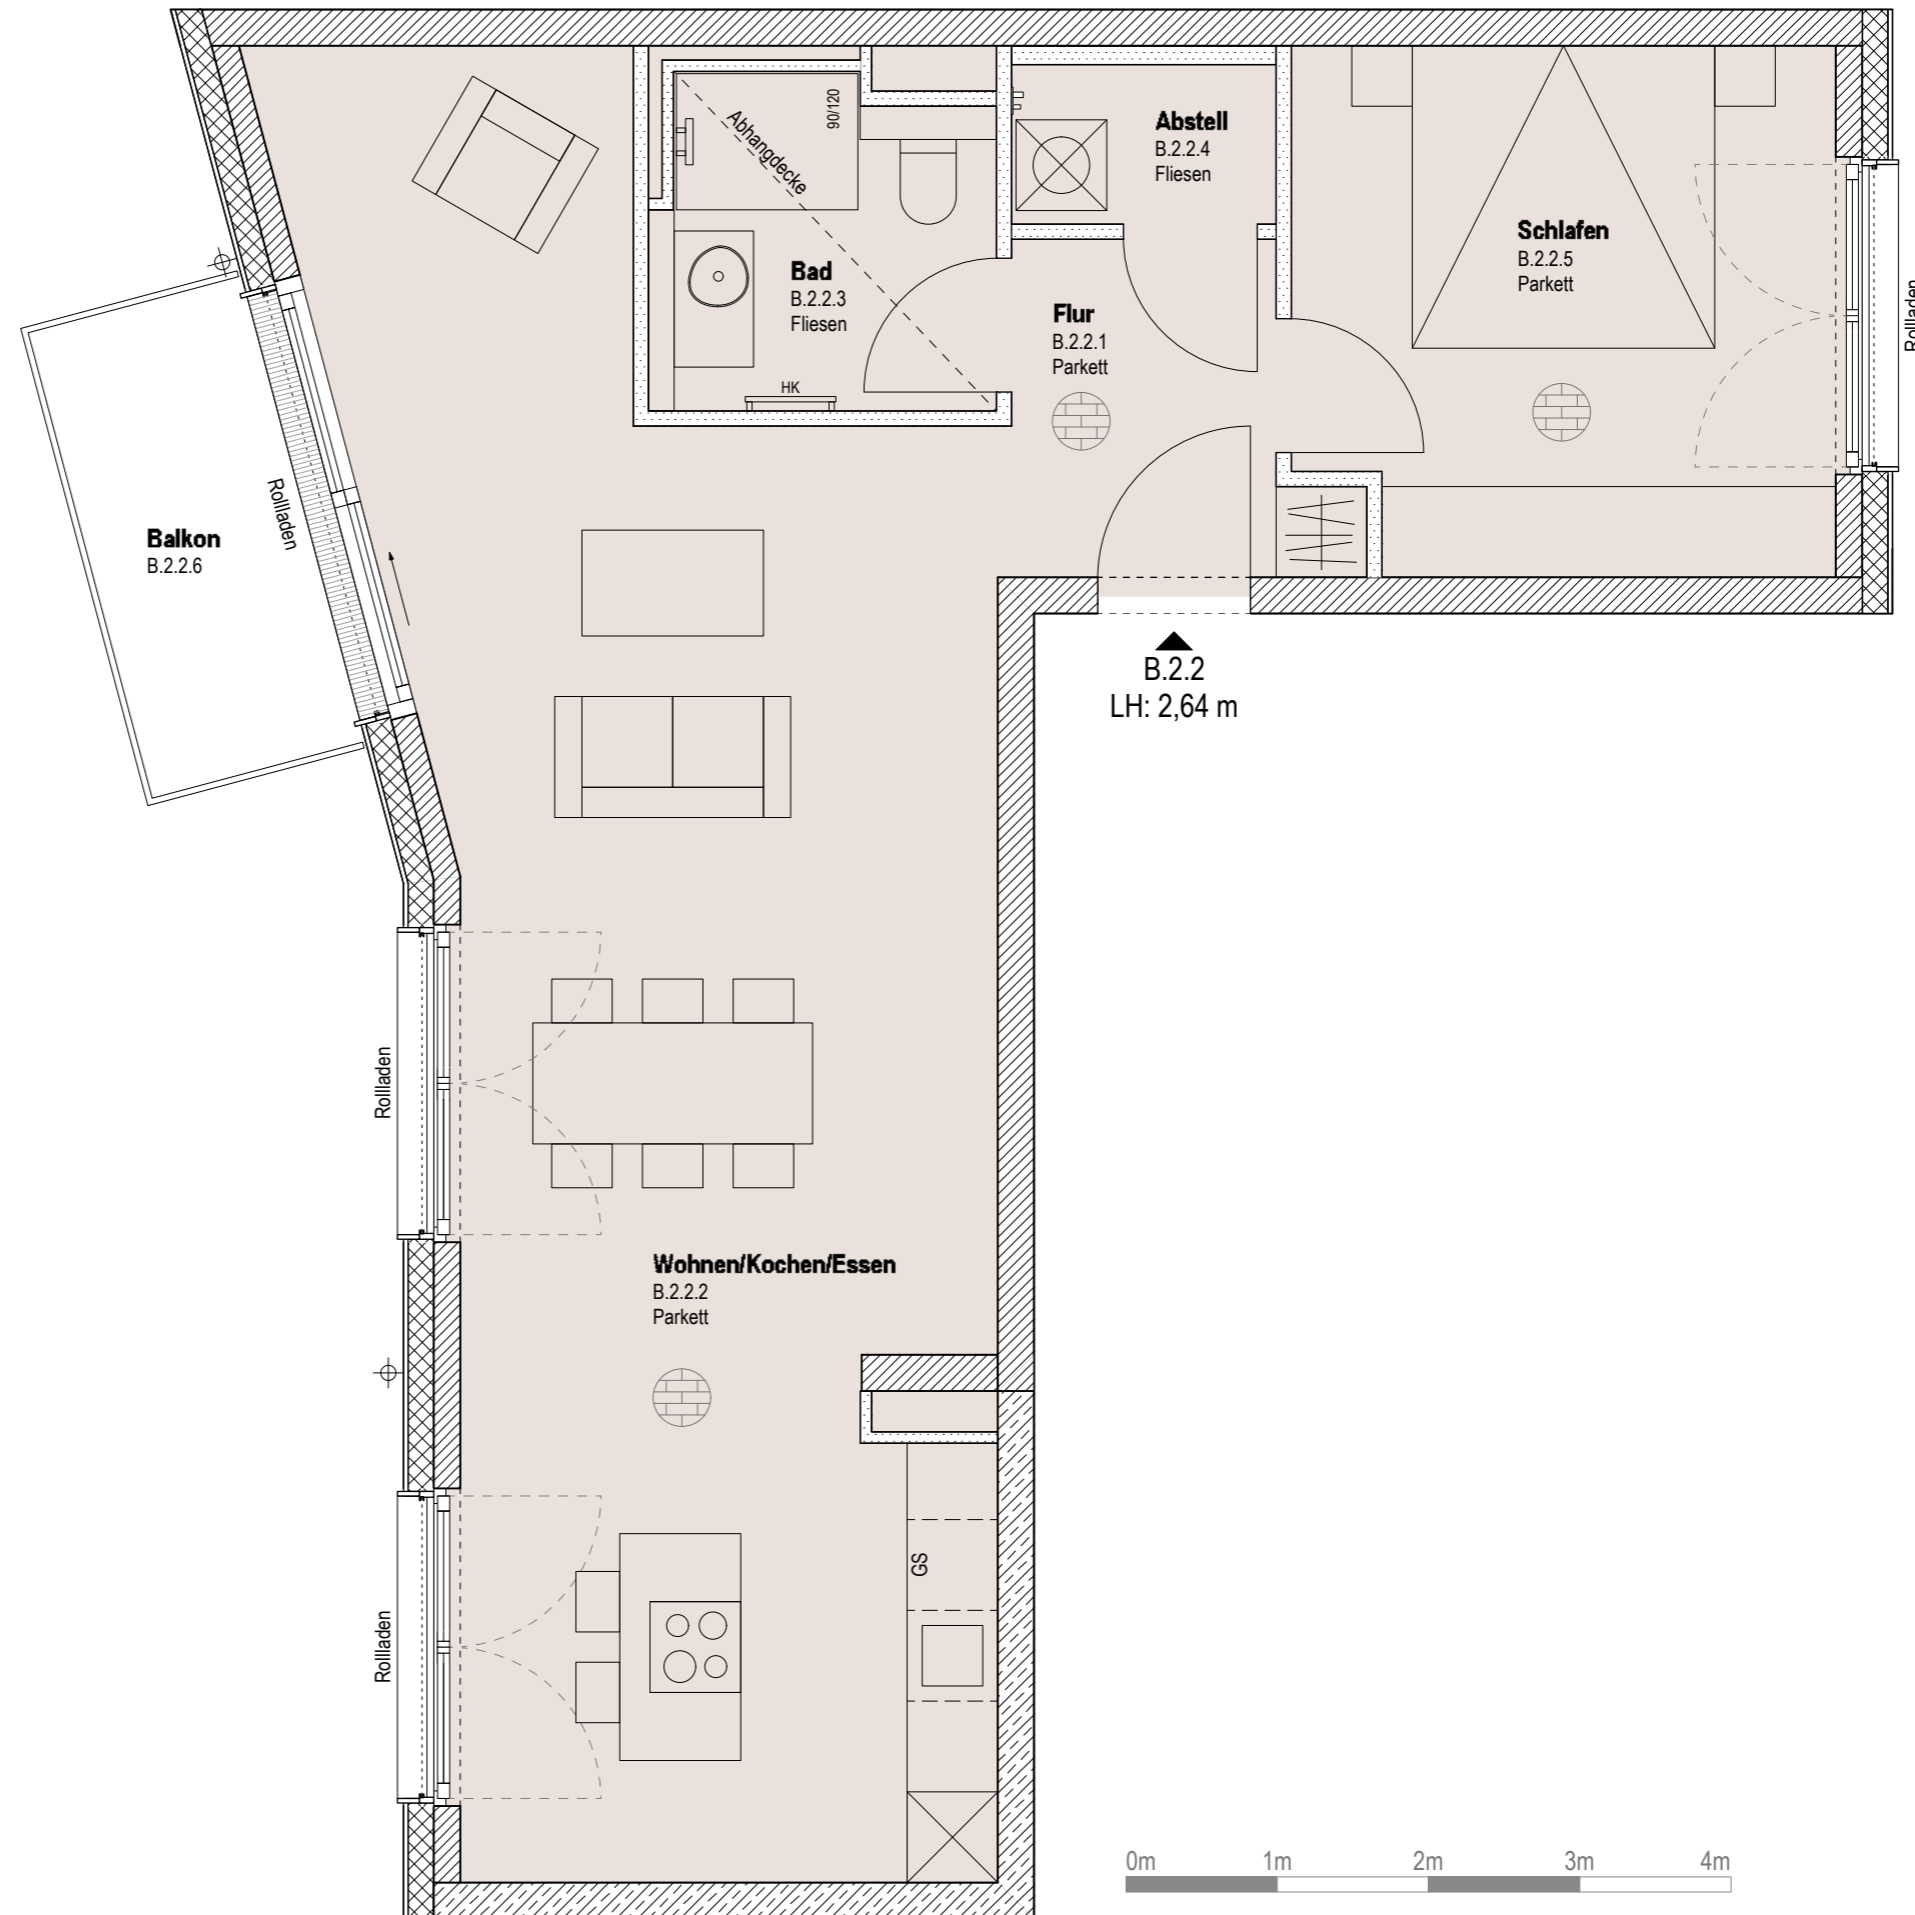 90/120
Abhangdecke
Abstell
B.2.2.4
Fliesen
Schlafen
B.2.2.5
Parkett
Bad
B.2.2.3
Fliesen
Flur
B.2.2.1
Parkett
Rollladen
HK
Rollladen
Balkon
B.2.2.6
B.2.2
LH: 2,64 m
Rollladen
Wohnen/Kochen/Essen
B.2.2.2
Parkett
GS
Rollladen
0m 1m 2m 3m 4m